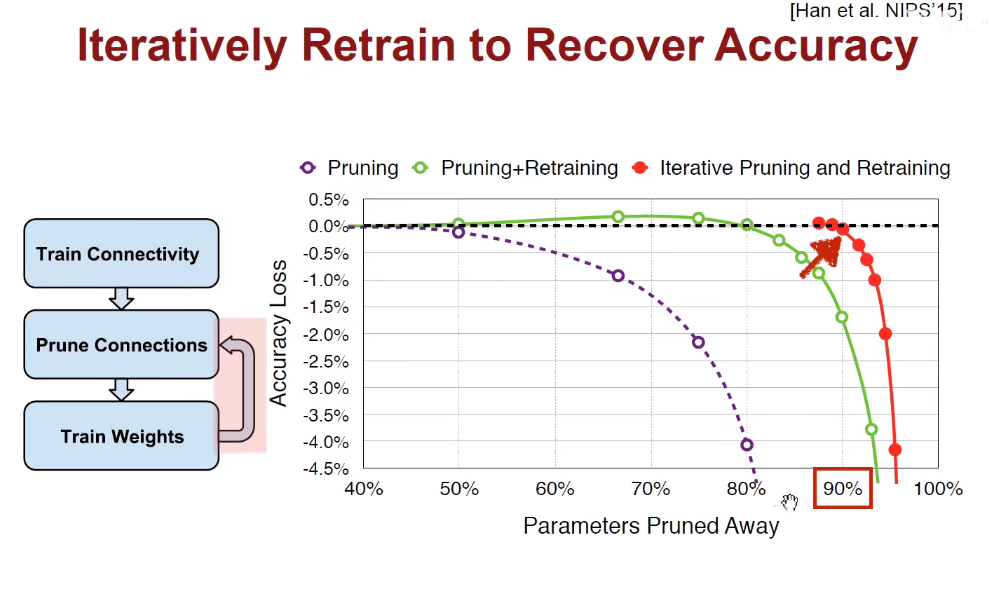 [Han et al. NIPS'15]
Iteratively Retrain to Recover Accuracy
Pruning
Pruning+Retraining
Iterative Pruning and Retraining
Train Connectivity
Prune Connections
Train Weights
Accuracy Loss
0.5%
0.0%
-0.5%
-1.0%
-1.5%
-2.0%
-2.5%
-3.0%
-3.5%
-4.0%
-4.5%
40% 50% 60% 70% 80% 90% 100%
Parameters Pruned Away